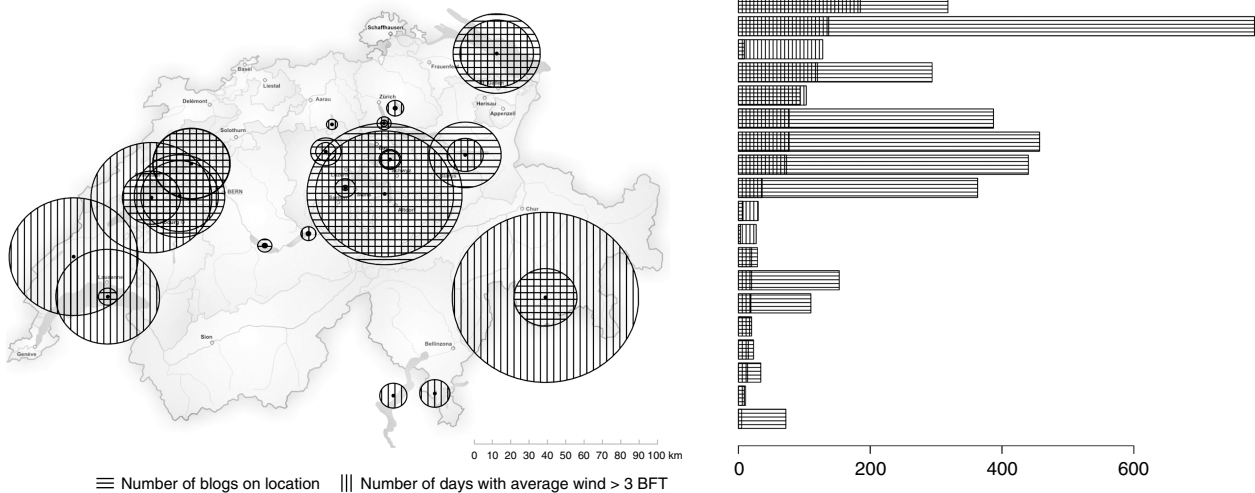 Schaffhausen
Basel
Frauenfeld
Liestal
Aarau
Zürich
Delémont
Herisau
Appenzell
Solothurn
BERN
Altdorf
Chur
Lausanne
Sion
Bellinzona
Genève
0 10 20 30 40 50 60 70 80 90 100 km
Number of blogs on location
Number of days with average wind > 3 BFT
0 200 400 600